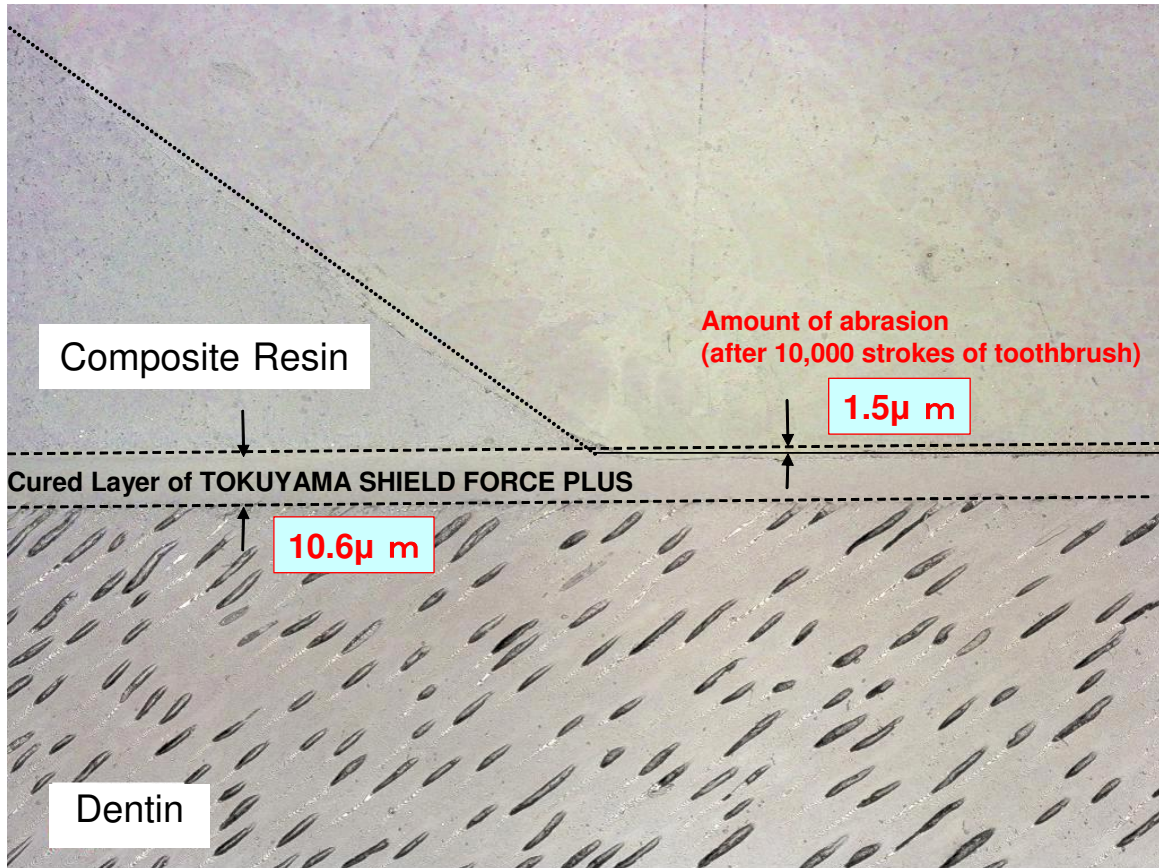 Composite Resin
Amount of abrasion
(after 10,000 strokes of toothbrush)
1.5µ m
Cured Layer of TOKUYAMA SHIELD FORCE PLUS
10.6µ m
Dentin